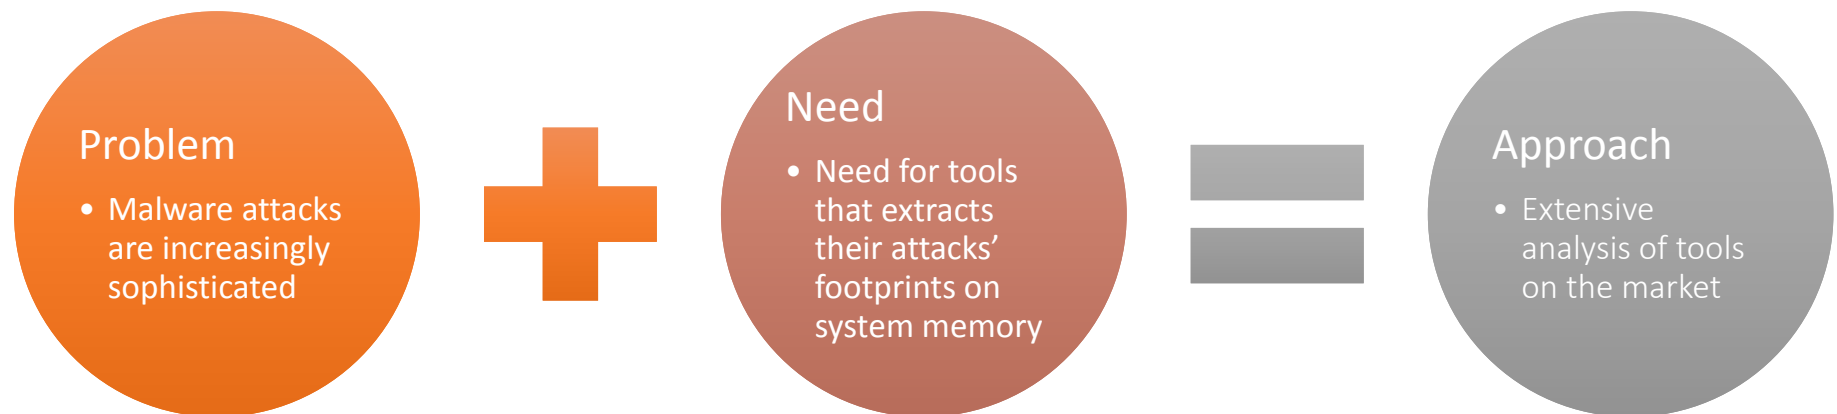 Problem
• Malware attacks
are increasingly
sophisticated
Need
• Need for tools
that extracts
their attacks’
footprints on
system memory
Approach
• Extensive
analysis of tools
on the market